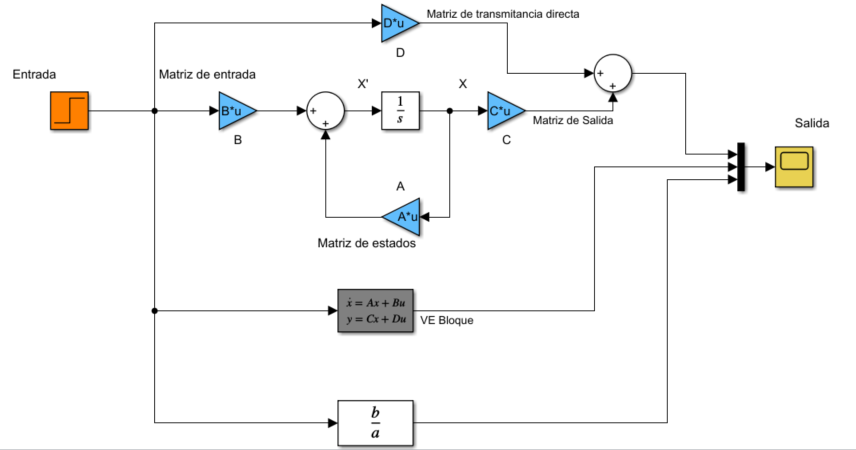 Matriz de transmitancia directa
D*u
D
Entrada
Matriz de entrada
X'
X
+
+
B*u
+
+
1
s
C*u
Matriz de Salida
Salida
B
C
A
A*u
Matriz de estados
ẋ = Ax + Bu
y = Cx + Du
VE Bloque
b
a